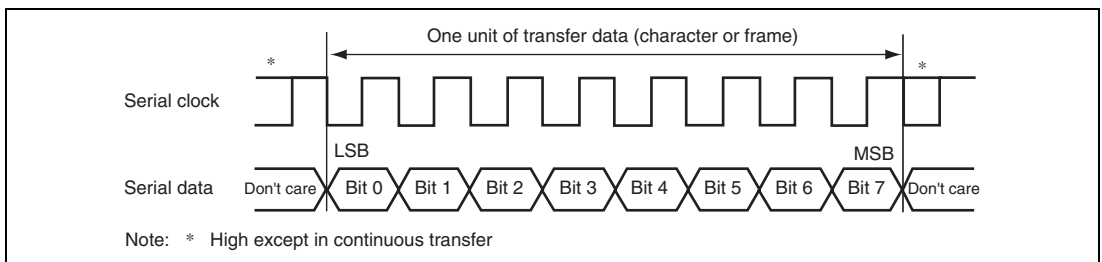 One unit of transfer data (character or frame)
* *
Serial clock
LSB MSB
Serial data Don't care Bit 0 Bit 1 Bit 2 Bit 3 Bit 4 Bit 5 Bit 6 Bit 7 Don't care
Note: * High except in continuous transfer